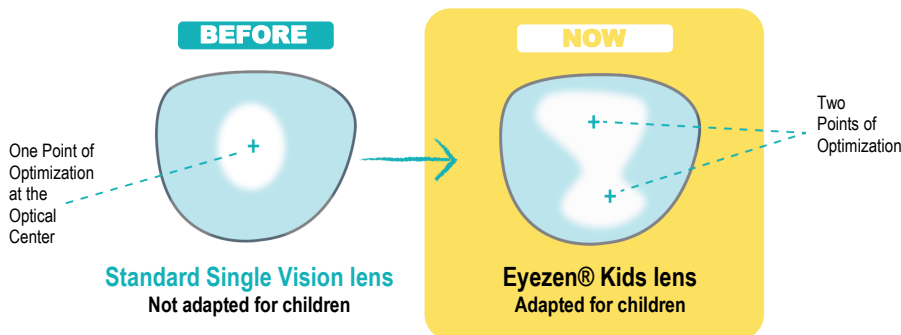 BEFORE
NOW
One Point of
Optimization
at the
Optical
Center
Two
Points of
Optimization
Standard Single Vision lens
Not adapted for children
Eyezen® Kids lens
Adapted for children